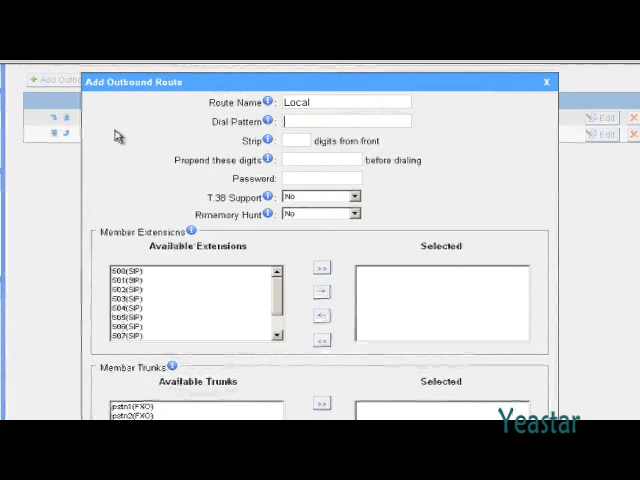 Add Outbo
Add Outbound Route X
Route Name : Local
Dial Pattern :
Strip : digits from front
Prepend these digits : before dialing
Password:
T.38 Support : No
Rrmemory Hunt : No
Edit
Edit
Member Extensions
Available Extensions Selected
500(SIP)
501(SIP)
502(SIP)
503(SIP)
504(SIP)
505(SIP)
506(SIP)
507(SIP)
>>
→
←
<<
Member Trunks
Available Trunks Selected
pstn1(FXO)
pstn2(FXO)
>>
Yeastar